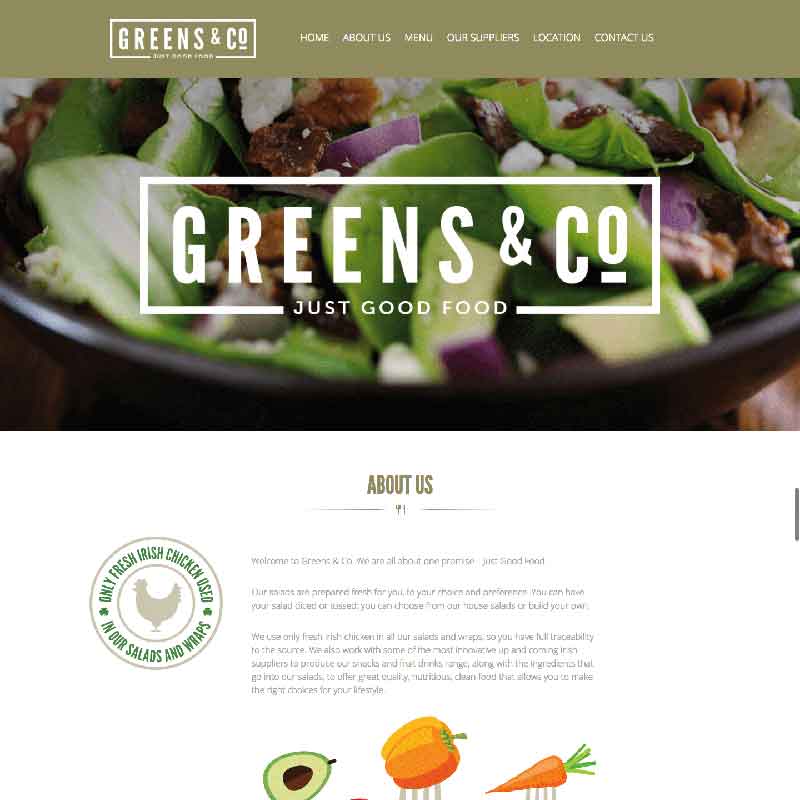 GREENS & CO
JUST GOOD FOOD
HOME ABOUT US MENU OUR SUPPLIERS LOCATION CONTACT US
GREENS & CO
JUST GOOD FOOD
ABOUT US
ONLY FRESH IRISH CHICKEN USED
IN OUR SALADS AND WRAPS
Welcome to Greens & Co. We are all about one promise - Just Good Food.
Our salads are prepared fresh for you, to your choice and preference. You can have
your salad diced or tossed; you can choose from our house salads or build your own.
We use only fresh Irish chicken in all our salads and wraps, so you have full traceability
to the source. We also work with some of the most innovative up and coming Irish
suppliers to produce our snacks and fruit drinks range, along with the ingredients that
go into our salads, to offer great quality, nutritious, clean food that allows you to make
the right choices for your lifestyle.